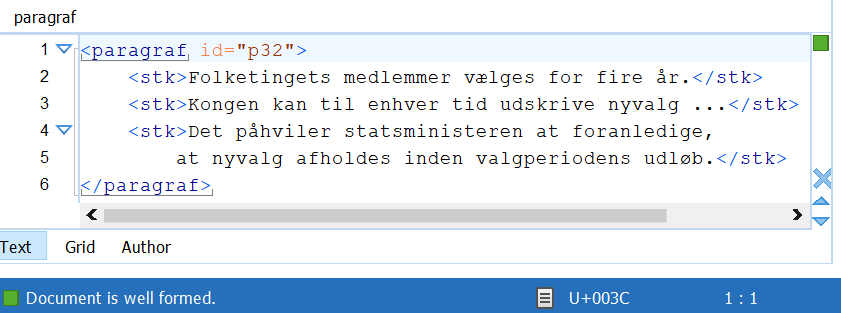 paragraf
1 <paragraf id="p32">
2 <stk>Folketingets medlemmer vælges for fire år.</stk>
3 <stk>Kongen kan til enhver tid udskrive nyvalg ...</stk>
4 <stk>Det påhviler statsministeren at foranledige,
5 at nyvalg afholdes inden valgperiodens udløb.</stk>
6 </paragraf>
Text Grid Author
Document is well formed. U+003C 1 : 1